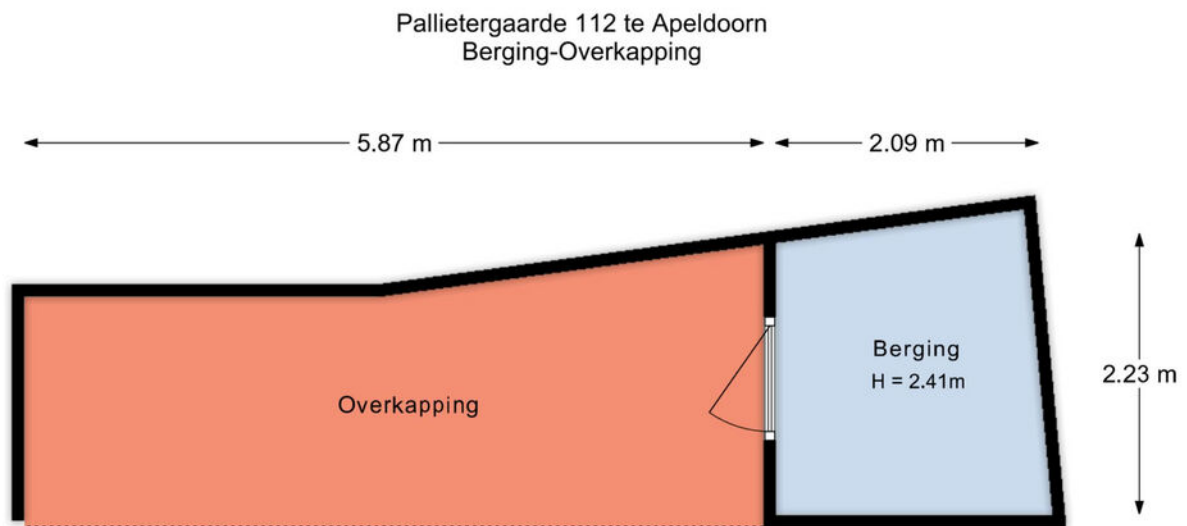 Pallietergaarde 112 te Apeldoorn
Berging-Overkapping
5.87 m
2.09 m
Berging
H = 2.41m
2.23 m
Overkapping